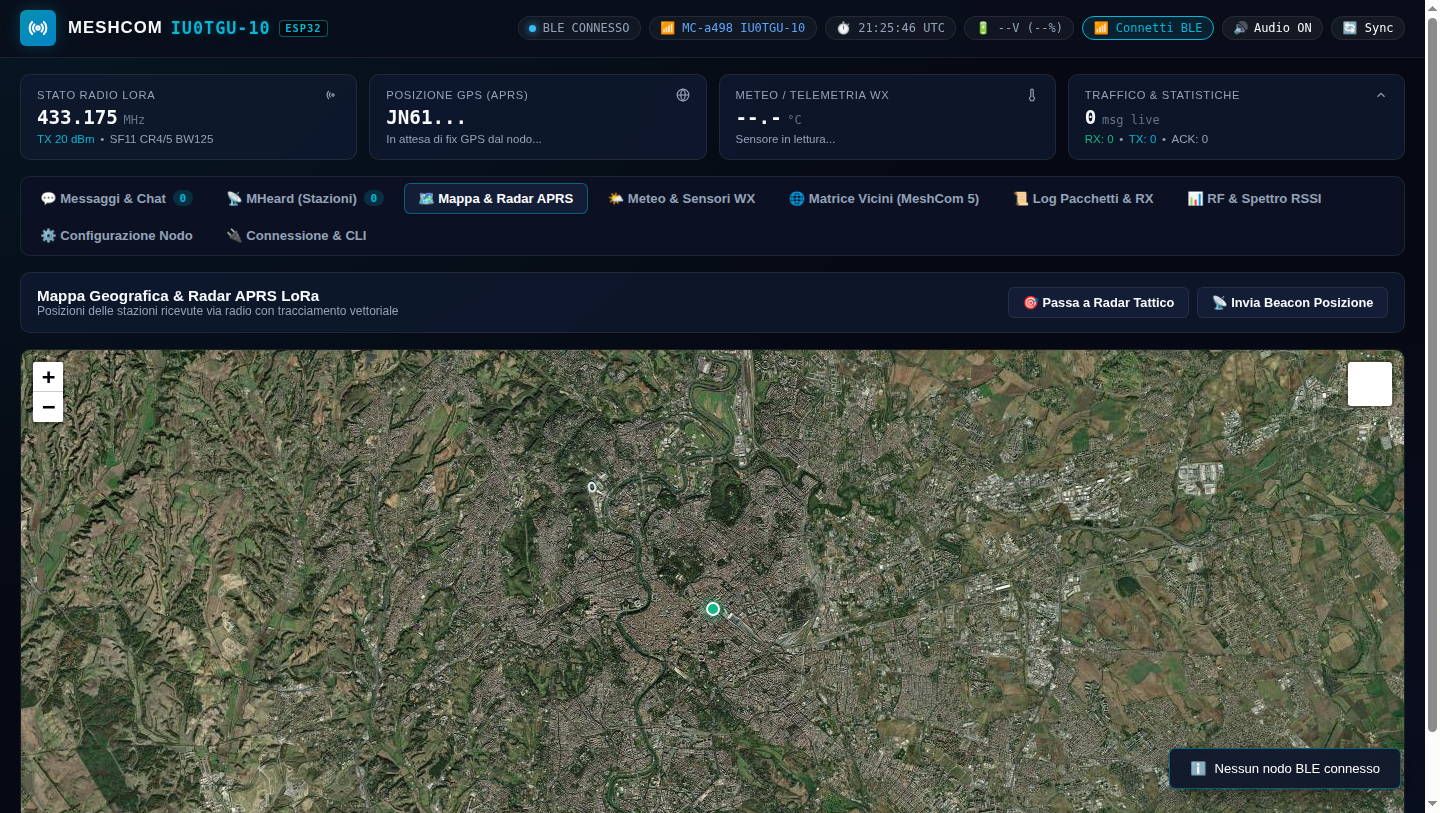 MESHCOM IU0TGU-10 ESP32
BLE CONNESSO
MC-a498 IU0TGU-10
21:25:46 UTC
--V (--%)
Connetti BLE
Audio ON
Sync
STATO RADIO LORA
433.175 MHz
TX 20 dBm • SF11 CR4/5 BW125
POSIZIONE GPS (APRS)
JN61...
In attesa di fix GPS dal nodo...
METEO / TELEMETRIA WX
--.- °C
Sensore in lettura...
TRAFFICO & STATISTICHE
0 msg live
RX: 0 • TX: 0 • ACK: 0
Messaggi & Chat 0
MHeard (Stazioni) 0
Mappa & Radar APRS
Meteo & Sensori WX
Matrice Vicini (MeshCom 5)
Log Pacchetti & RX
RF & Spettro RSSI
Configurazione Nodo
Connessione & CLI
Mappa Geografica & Radar APRS LoRa
Posizioni delle stazioni ricevute via radio con tracciamento vettoriale
Passa a Radar Tattico
Invia Beacon Posizione
+
−
Nessun nodo BLE connesso